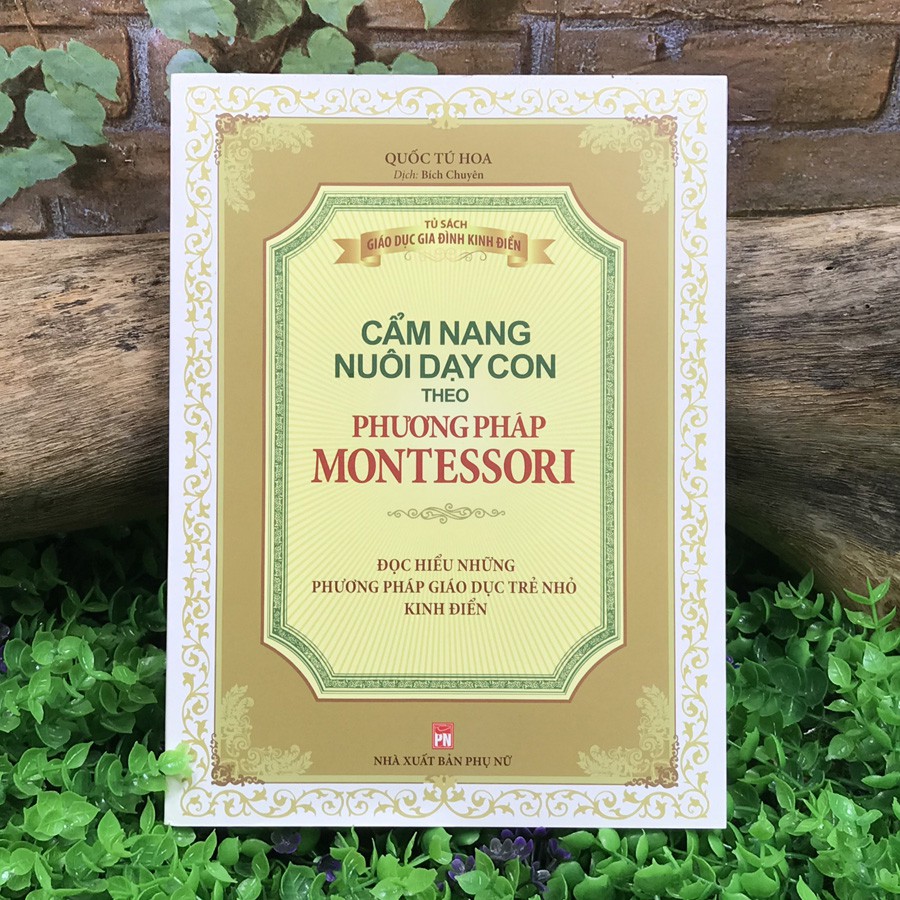 QUỐC TÚ HOA
Dịch: Bích Chuyên
TỦ SÁCH
GIÁO DỤC GIA ĐÌNH KINH ĐIỂN
CẨM NANG
NUÔI DẠY CON
THEO
PHƯƠNG PHÁP
MONTESSORI
ĐỌC HIỂU NHỮNG
PHƯƠNG PHÁP GIÁO DỤC TRẺ NHỎ
KINH ĐIỂN
PN
NHÀ XUẤT BẢN PHỤ NỮ